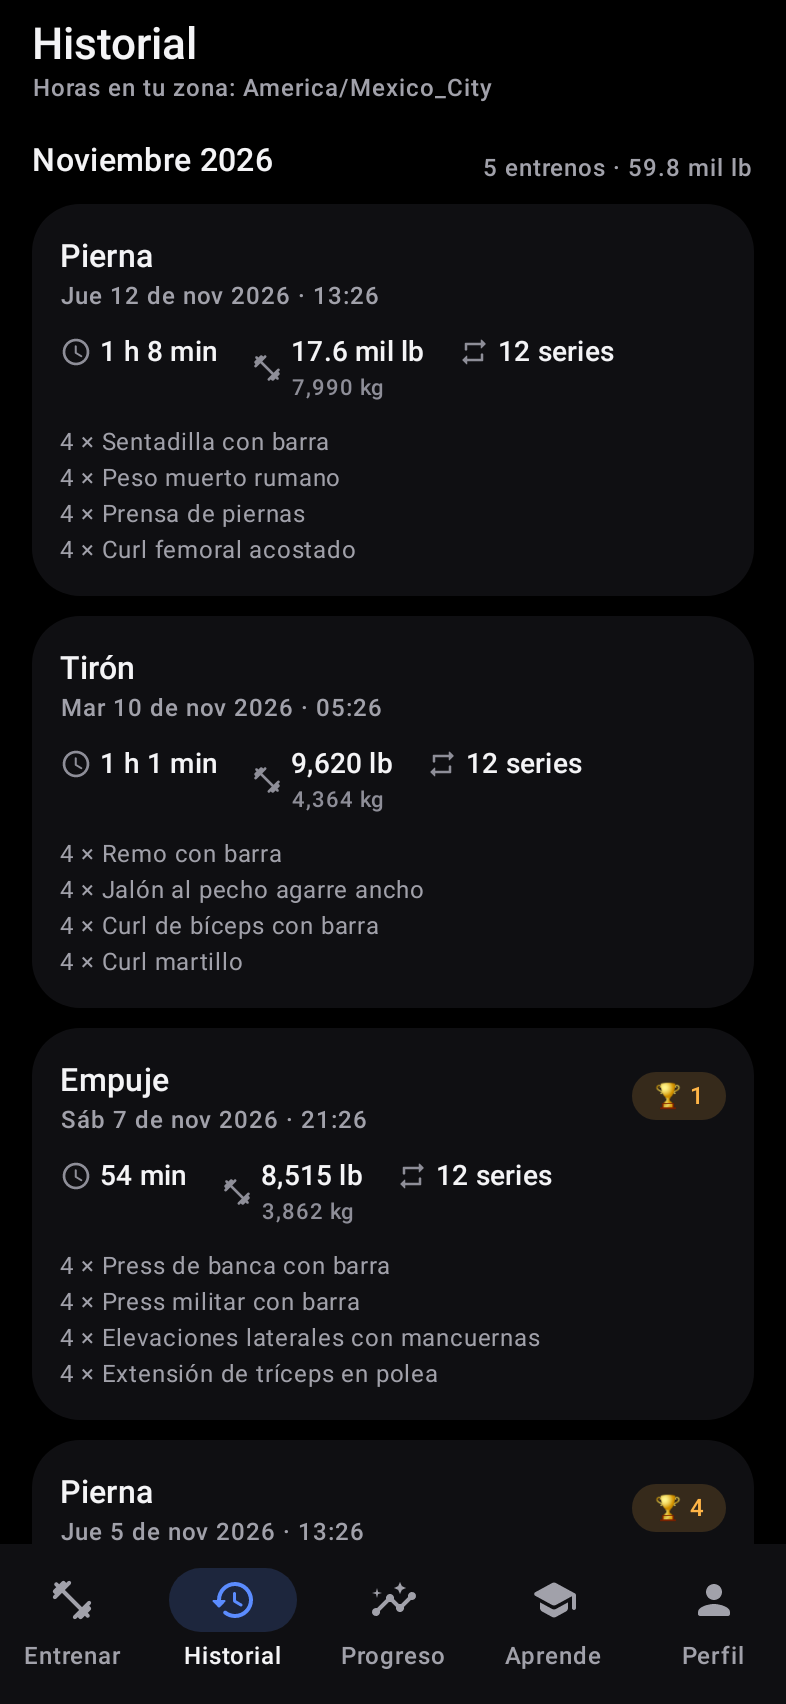 Historial
Horas en tu zona: America/Mexico_City
Noviembre 2026
5 entrenos · 59.8 mil lb
Pierna
Jue 12 de nov 2026 · 13:26
1 h 8 min
17.6 mil lb
12 series
7,990 kg
4 × Sentadilla con barra
4 × Peso muerto rumano
4 × Prensa de piernas
4 × Curl femoral acostado
Tirón
Mar 10 de nov 2026 · 05:26
1 h 1 min
9,620 lb
12 series
4,364 kg
4 × Remo con barra
4 × Jalón al pecho agarre ancho
4 × Curl de bíceps con barra
4 × Curl martillo
Empuje
🏆 1
Sáb 7 de nov 2026 · 21:26
54 min
8,515 lb
12 series
3,862 kg
4 × Press de banca con barra
4 × Press militar con barra
4 × Elevaciones laterales con mancuernas
4 × Extensión de tríceps en polea
Pierna
🏆 4
Jue 5 de nov 2026 · 13:26
Entrenar
Historial
Progreso
Aprende
Perfil